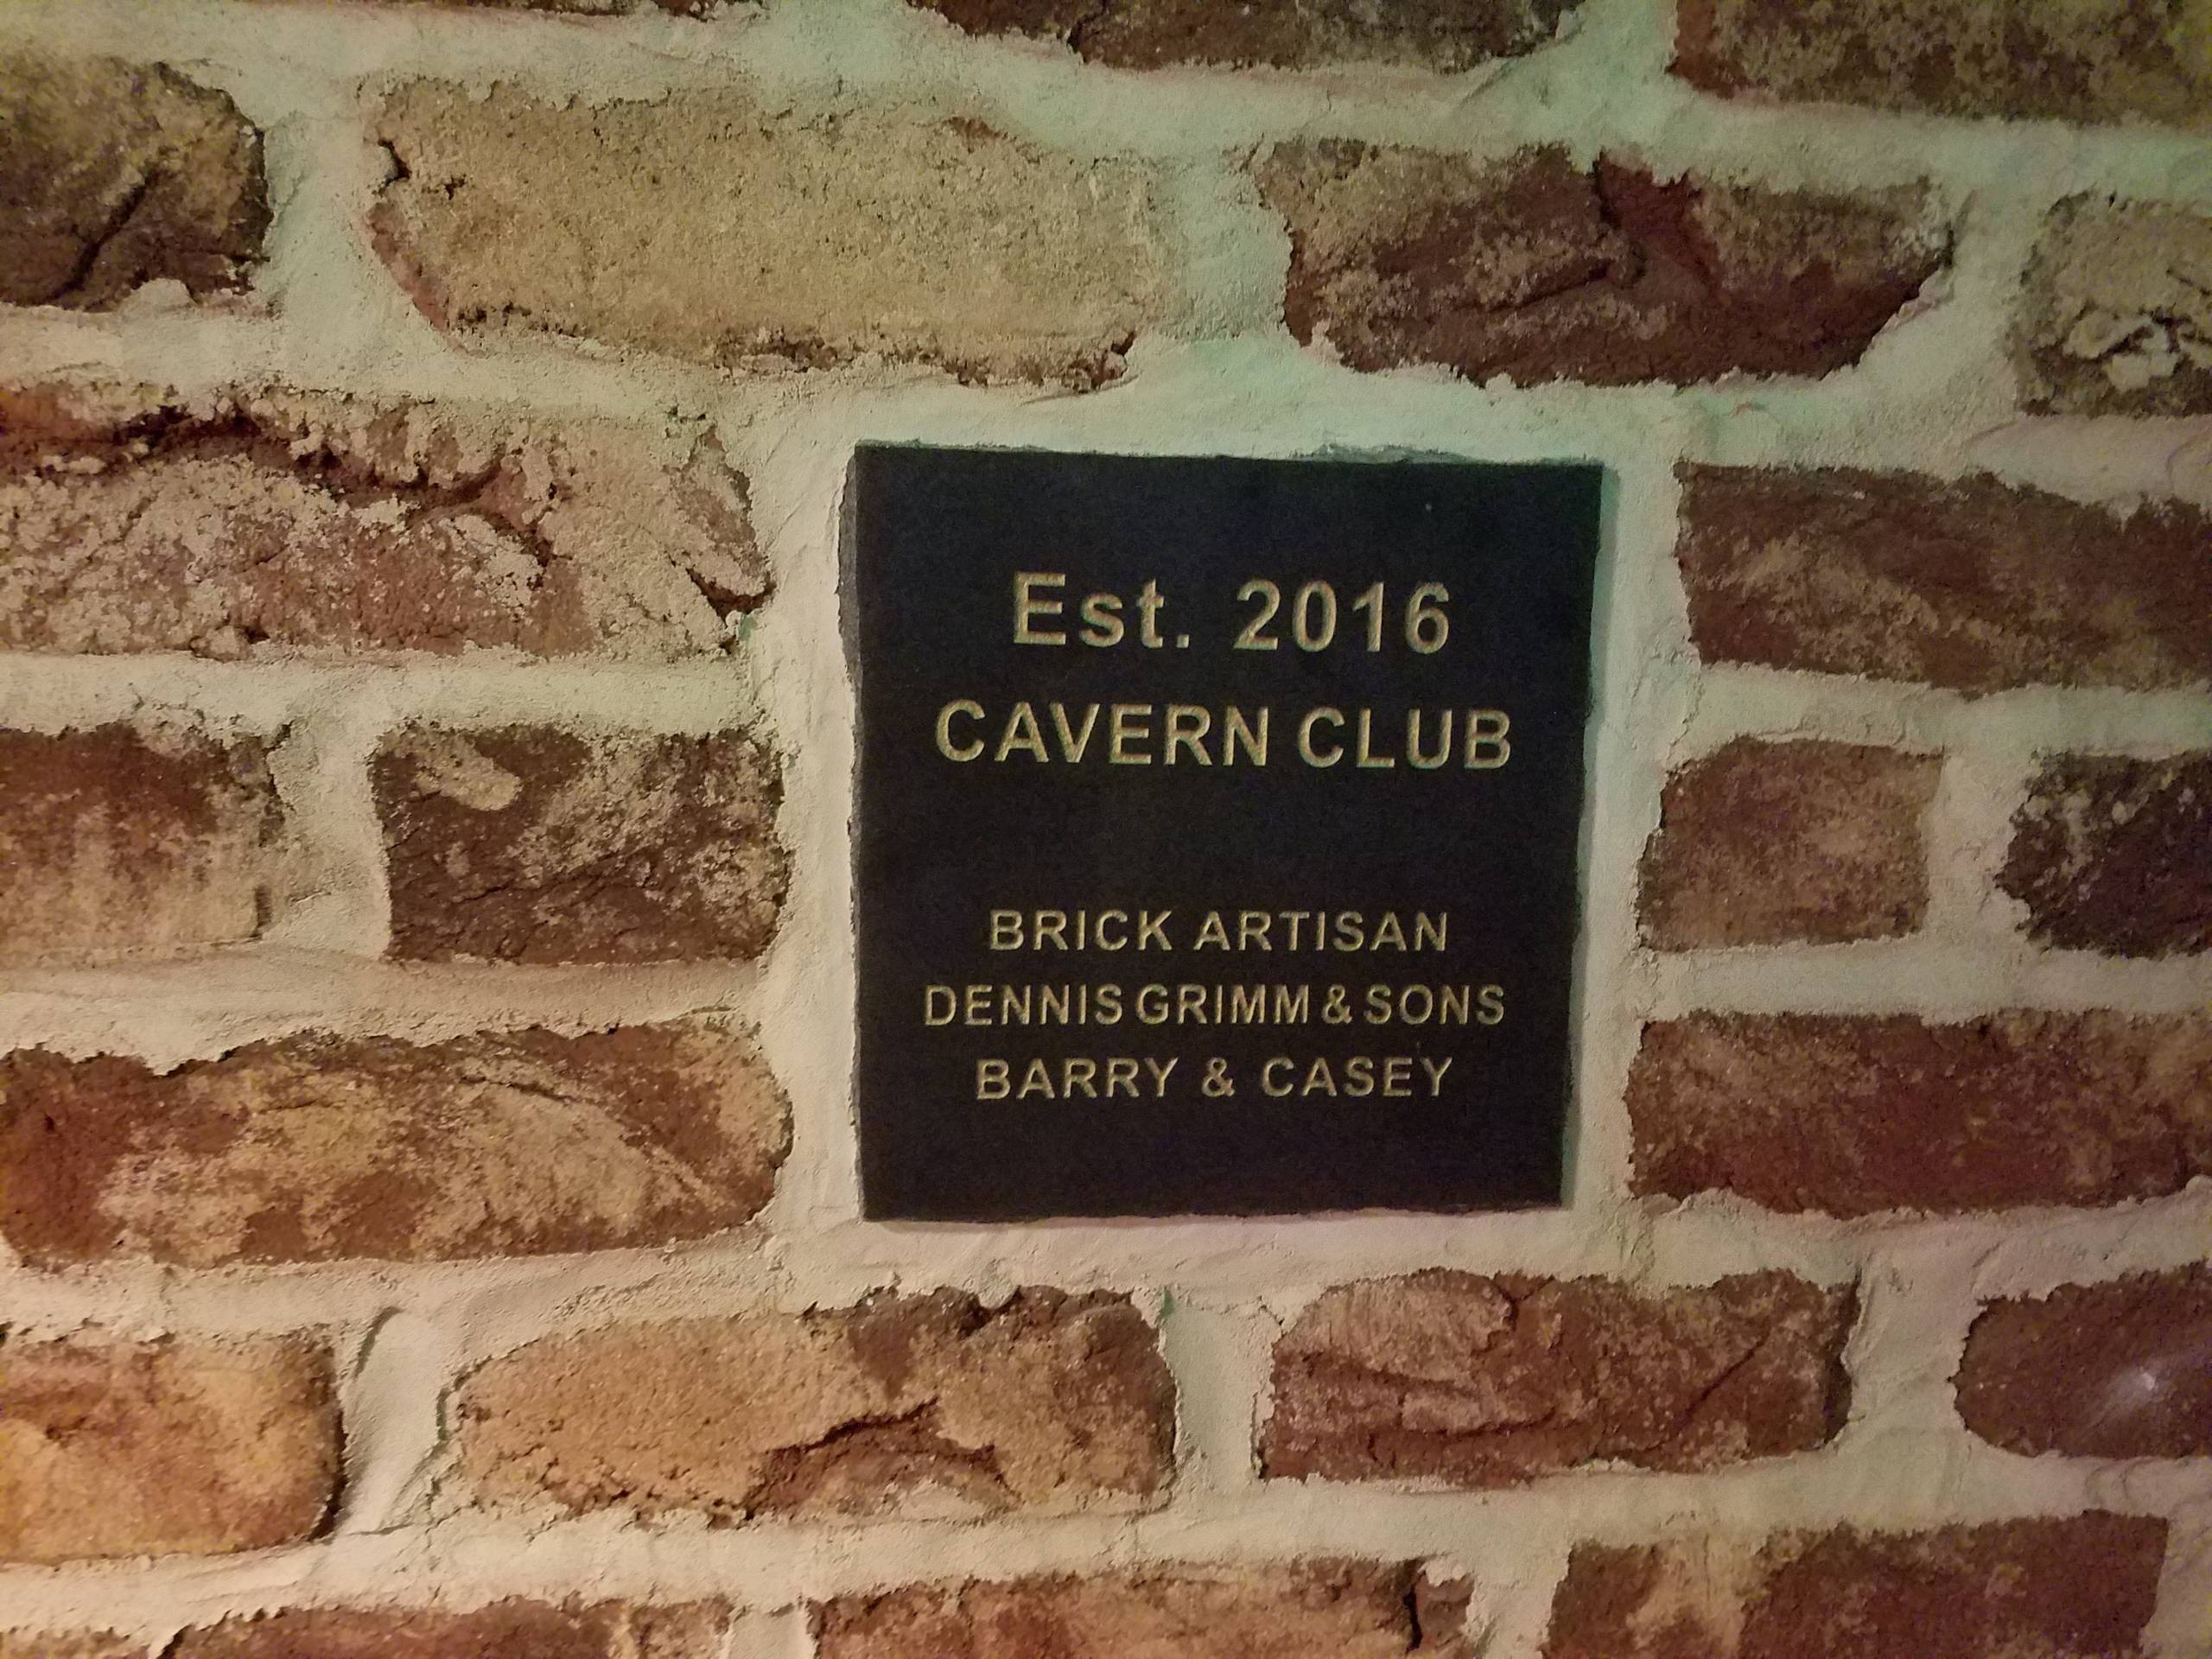 Est. 2016
CAVERN CLUB
BRICK ARTISAN
DENNIS GRIMM & SONS
BARRY & CASEY